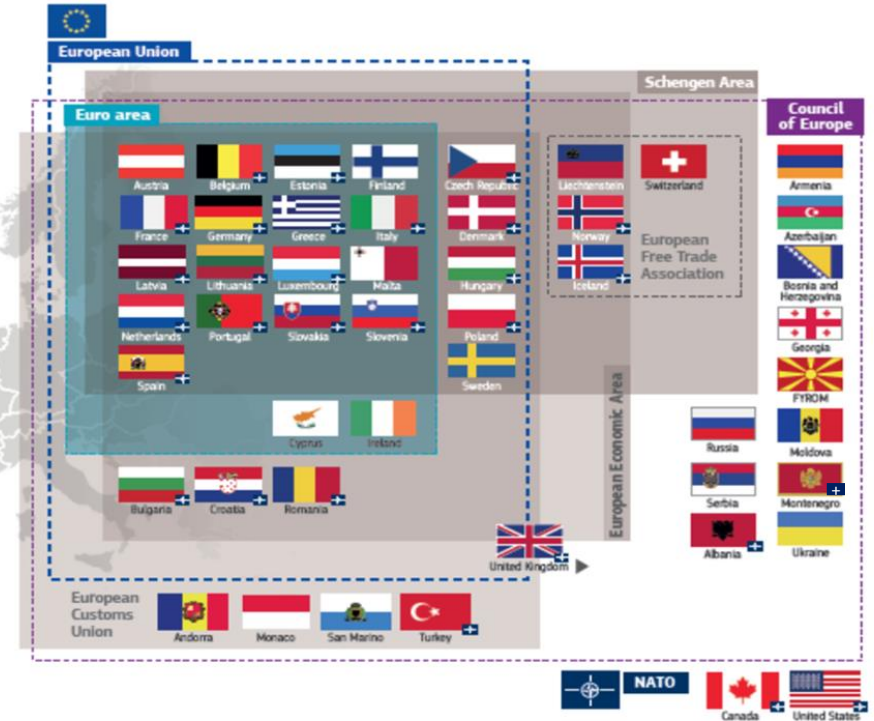 European Union
Schengen Area
Euro area
Council
of Europe
Austria
Belgium
Estonia
Finland
Czech Republic
Liechtenstein
Switzerland
Armenia
France
Germany
Greece
Italy
Denmark
Norway
European
Free Trade
Association
Azerbaijan
Latvia
Lithuania
Luxembourg
Malta
Hungary
Iceland
Bosnia and
Herzegovina
Netherlands
Portugal
Slovakia
Slovenia
Poland
Georgia
Spain
Sweden
FYROM
European Economic Area
Cyprus
Ireland
Russia
Moldova
Bulgaria
Croatia
Romania
Serbia
Montenegro
United Kingdom
Albania
Ukraine
European
Customs
Union
Andorra
Monaco
San Marino
Turkey
NATO
Canada
United States